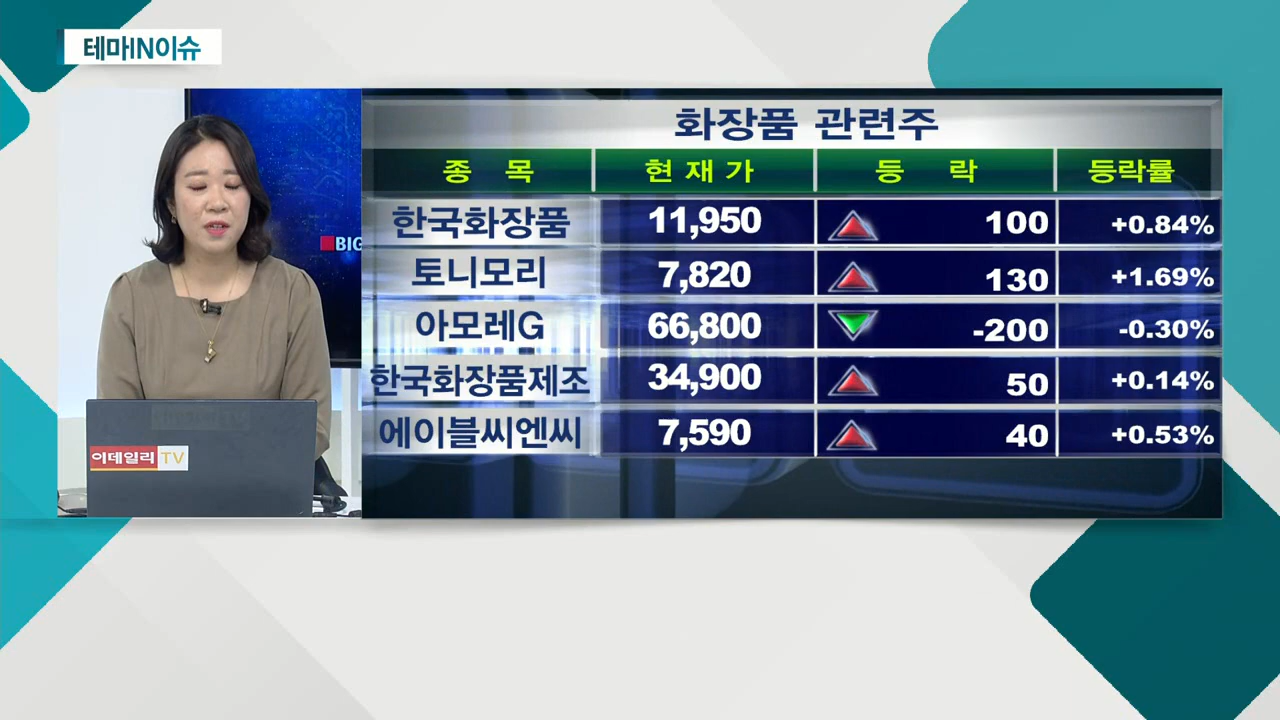 테마IN이슈
화장품 관련주
종 목 현 재 가 등 락 등락률
한국화장품 11,950 ▲ 100 +0.84%
토니모리 7,820 ▲ 130 +1.69%
아모레G 66,800 ▼ -200 -0.30%
한국화장품제조 34,900 ▲ 50 +0.14%
에이블씨엔씨 7,590 ▲ 40 +0.53%
BIG
이데일리 TV